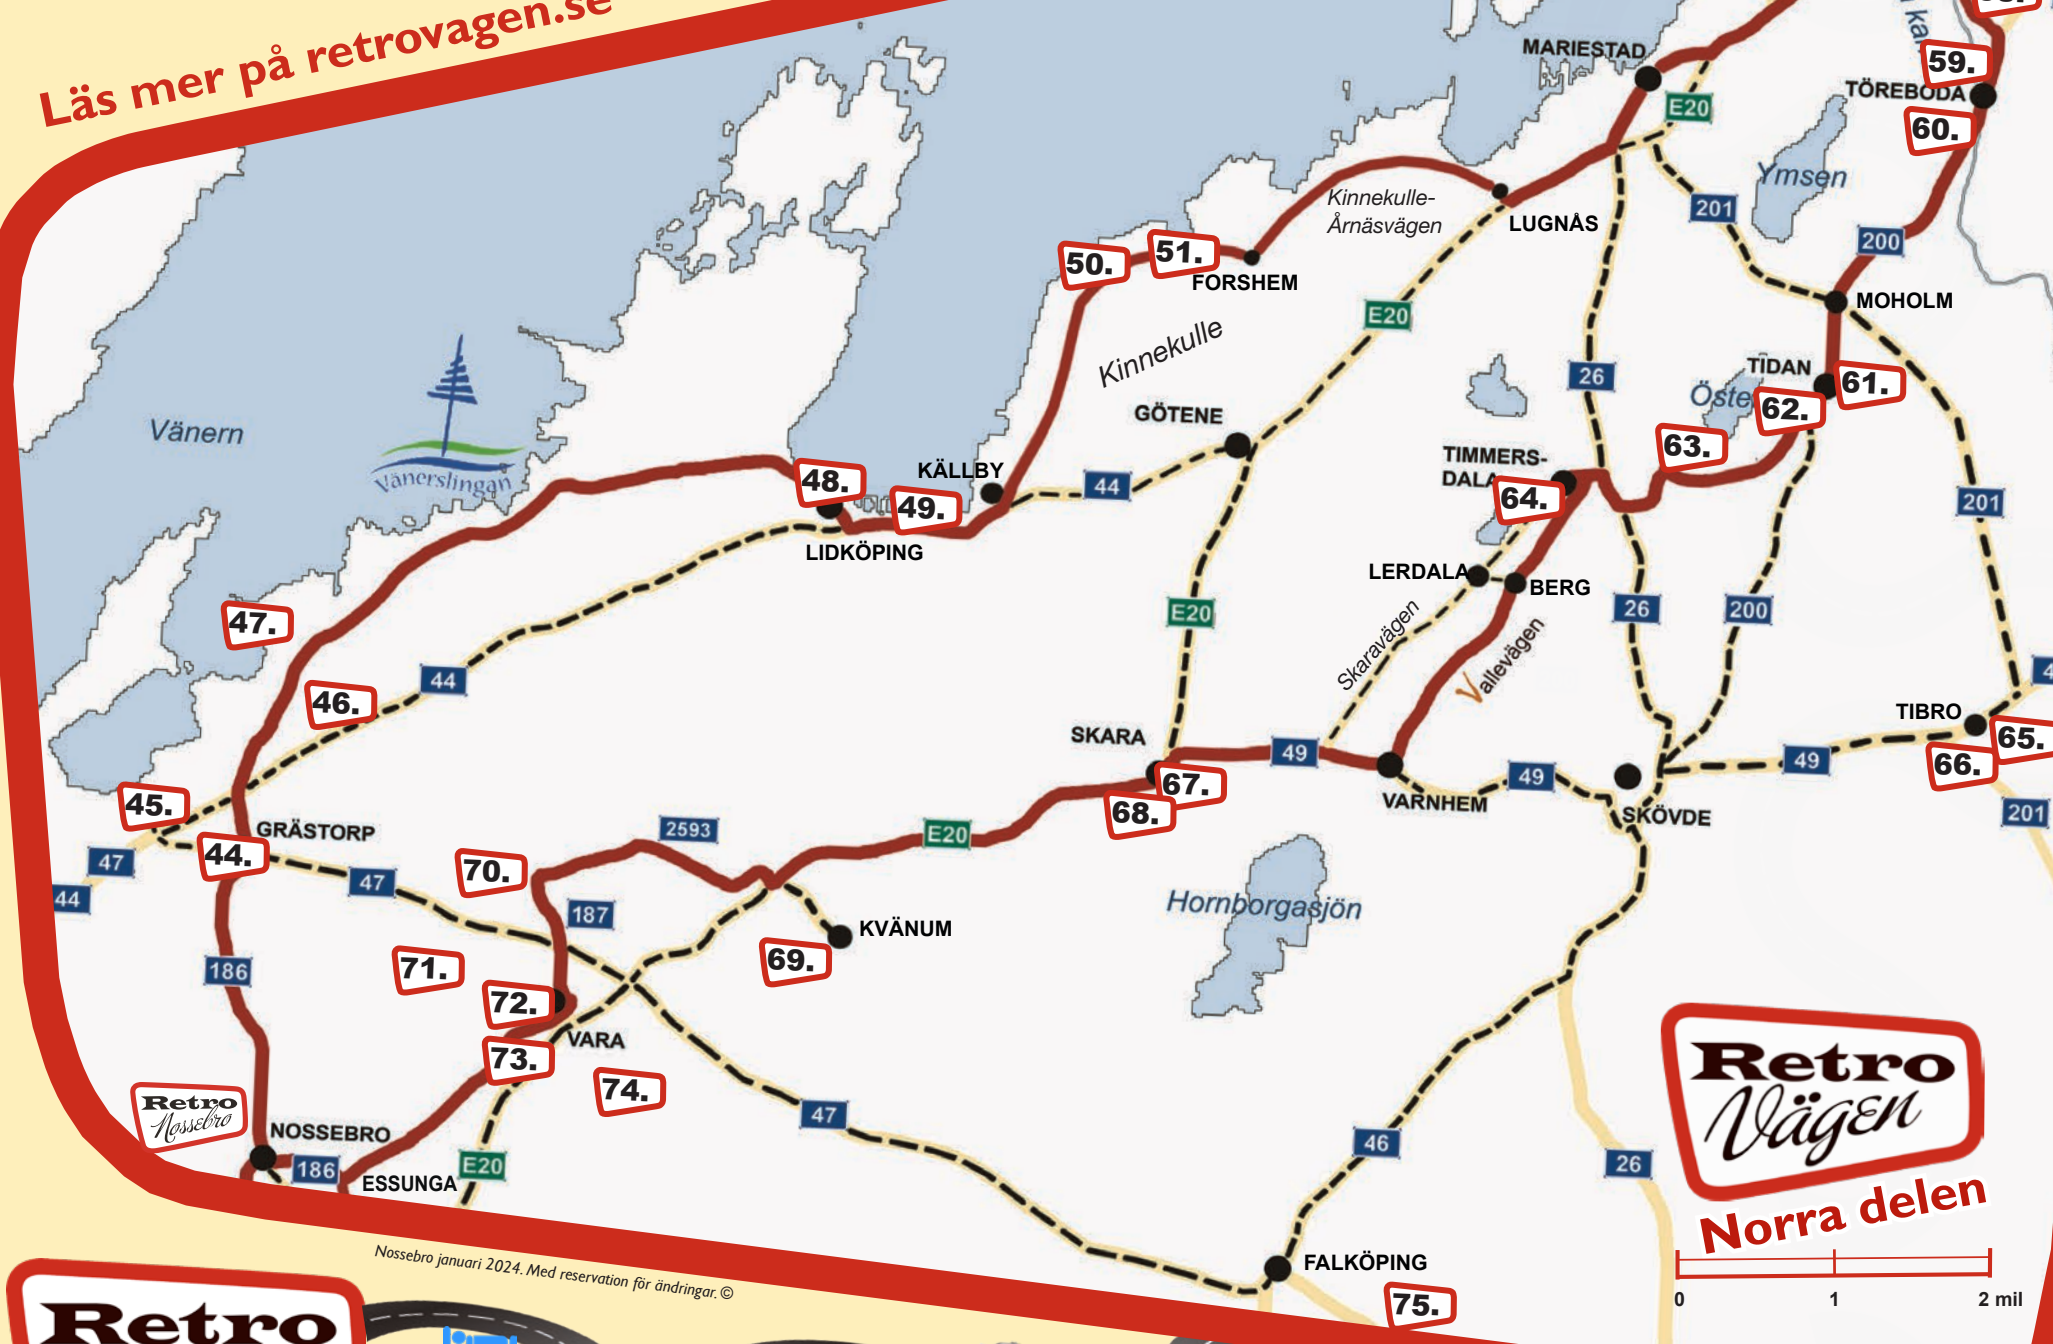 Läs mer på retrovagen.se
MARIESTAD
59.
TÖREBODA
E20
60.
Ymsen
Kinnekulle-
Årnäsvägen
201
LUGNÅS
200
50.
51.
FORSHEM
MOHOLM
E20
Kinnekulle
TIDAN
26
61.
Öste
62.
GÖTENE
Vänern
63.
TIMMERS-
DALA
KÄLLBY
44
48.
Vänerslingan
49.
64.
201
LIDKÖPING
LERDALA
BERG
E20
26
200
47.
Skaravägen
Vallevägen
44
46.
TIBRO
SKARA
65.
49
49
66.
49
67.
45.
68.
VARNHEM
SKÖVDE
201
GRÄSTORP
2593
E20
44.
47
70.
47
44
187
Hornborgasjön
KVÄNUM
69.
71.
186
72.
VARA
73.
74.
Retro
Vägen
Retro
Nossebro
47
NOSSEBRO
46
186
E20
26
ESSUNGA
Norra delen
Nossebro januari 2024. Med reservation för ändringar. ©
FALKÖPING
75.
0 1 2 mil
Retro